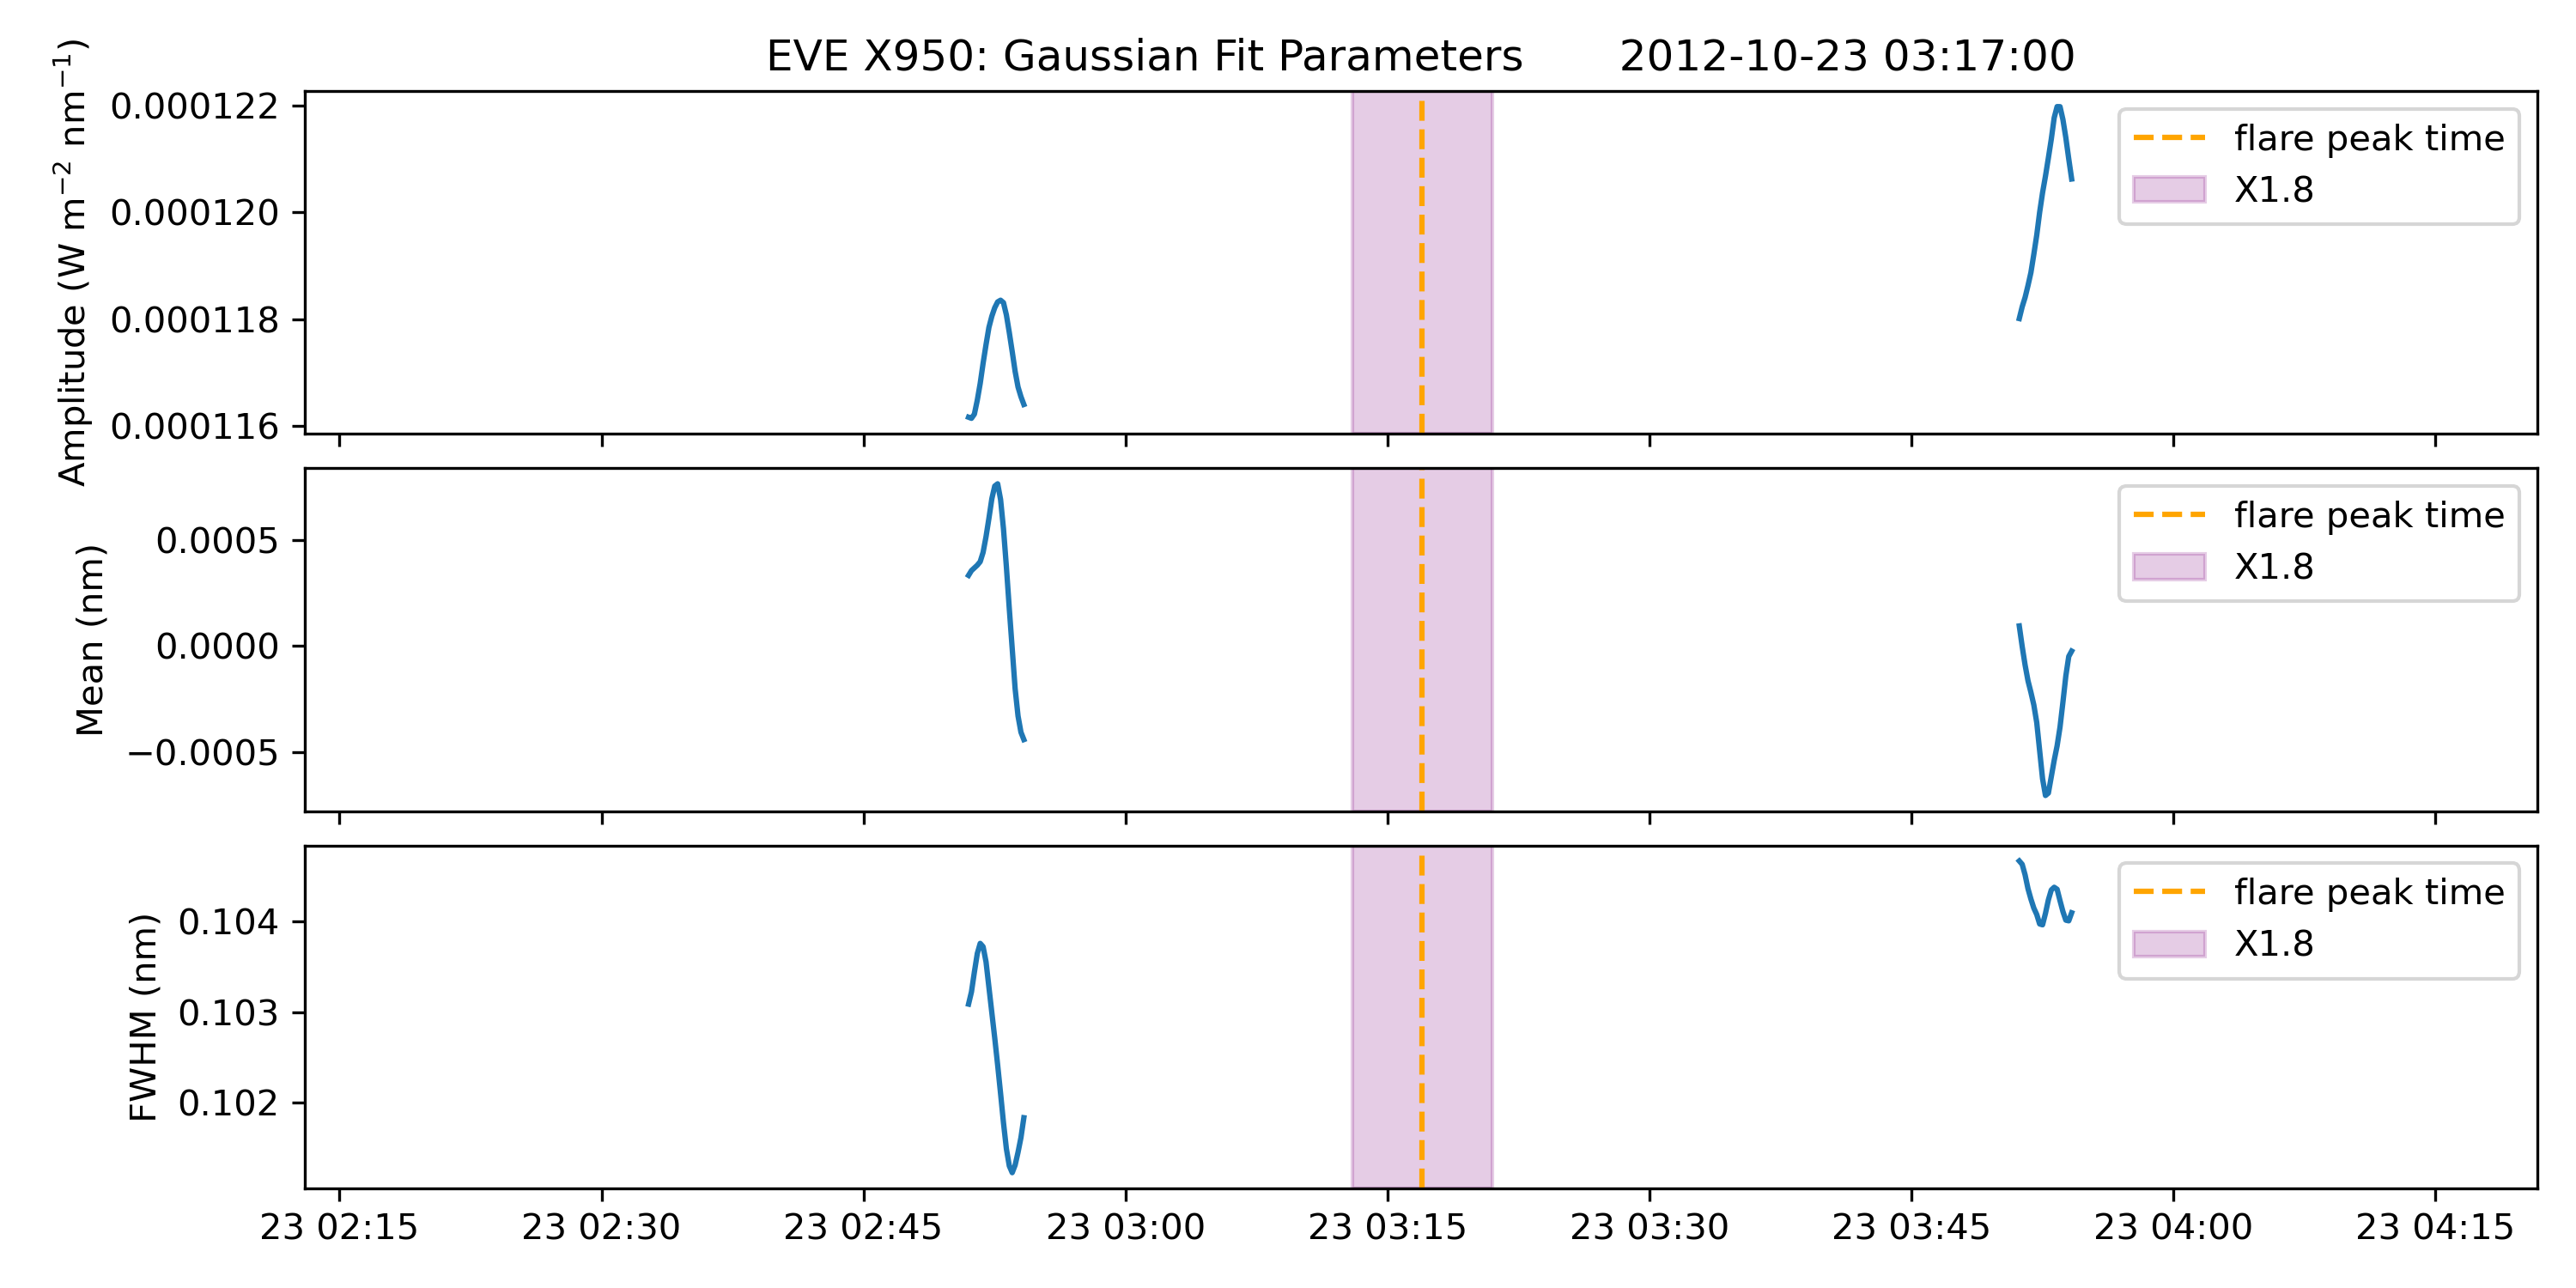 EVE X950: Gaussian Fit Parameters 2012-10-23 03:17:00
Amplitude (W m⁻² nm⁻¹)
0.000122
0.000120
0.000118
0.000116
flare peak time
X1.8
Mean (nm)
0.0005
0.0000
−0.0005
flare peak time
X1.8
FWHM (nm)
0.104
0.103
0.102
flare peak time
X1.8
23 02:15 23 02:30 23 02:45 23 03:00 23 03:15 23 03:30 23 03:45 23 04:00 23 04:15